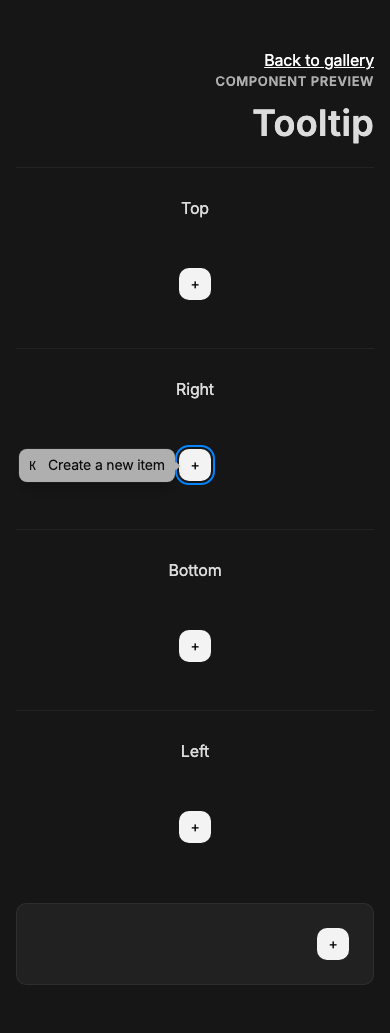 Back to gallery
COMPONENT PREVIEW
Tooltip
Top
+
Right
K Create a new item +
Bottom
+
Left
+
+